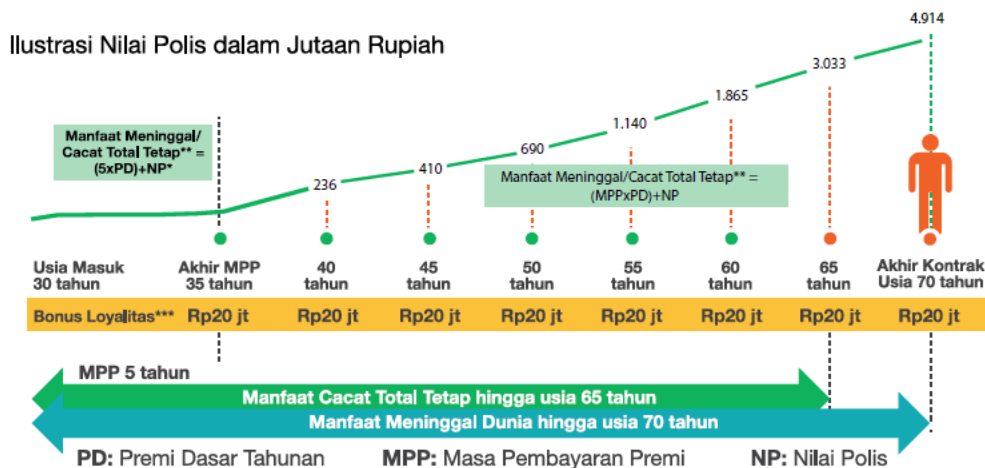 4.914
Ilustrasi Nilai Polis dalam Jutaan Rupiah
3.033
1.865
1.140
690
410
236
Manfaat Meninggal/
Cacat Total Tetap** =
(5xPD)+NP*
Manfaat Meninggal/Cacat Total Tetap** =
(MPPxPD)+NP
Usia Masuk
30 tahun
Akhir MPP
35 tahun
40
tahun
45
tahun
50
tahun
55
tahun
60
tahun
65
tahun
Akhir Kontrak
Usia 70 tahun
Bonus Loyalitas*** Rp20 jt Rp20 jt Rp20 jt Rp20 jt Rp20 jt Rp20 jt Rp20 jt Rp20 jt
MPP 5 tahun
Manfaat Cacat Total Tetap hingga usia 65 tahun
Manfaat Meninggal Dunia hingga usia 70 tahun
PD: Premi Dasar Tahunan MPP: Masa Pembayaran Premi NP: Nilai Polis